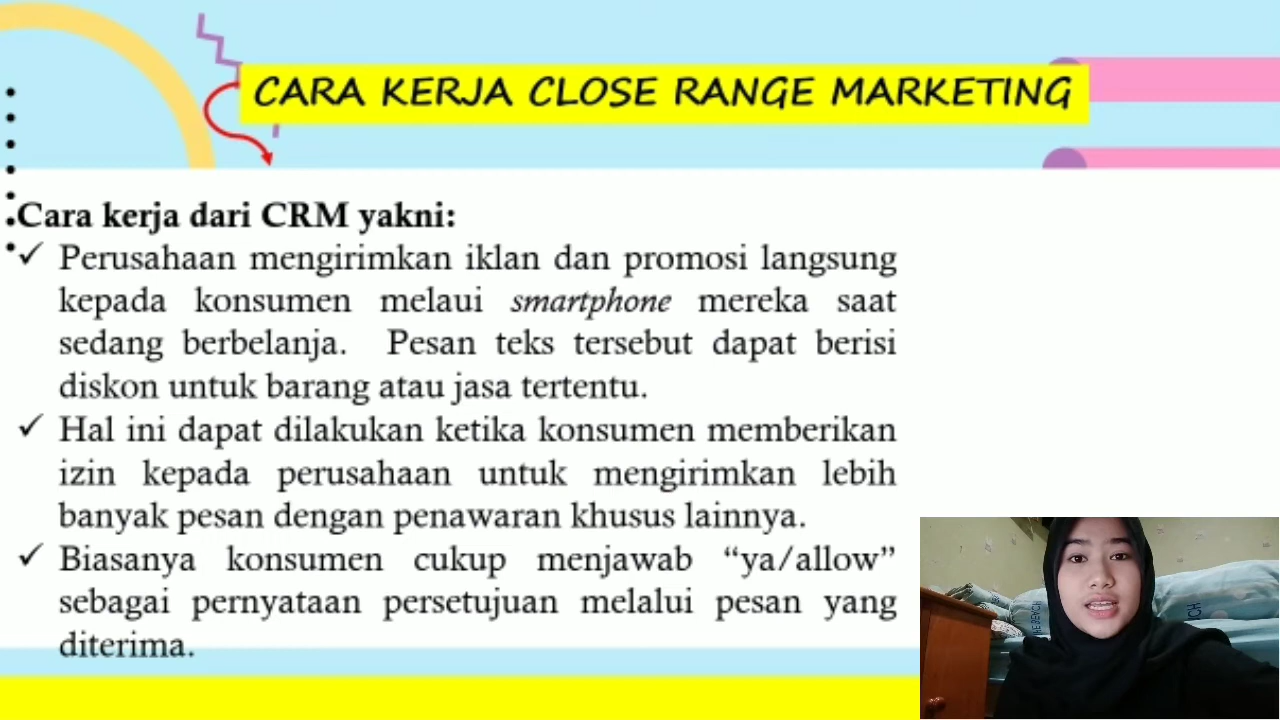 CARA KERJA CLOSE RANGE MARKETING
Cara kerja dari CRM yakni:
✓ Perusahaan mengirimkan iklan dan promosi langsung
kepada konsumen melaui smartphone mereka saat
sedang berbelanja. Pesan teks tersebut dapat berisi
diskon untuk barang atau jasa tertentu.
✓ Hal ini dapat dilakukan ketika konsumen memberikan
izin kepada perusahaan untuk mengirimkan lebih
banyak pesan dengan penawaran khusus lainnya.
✓ Biasanya konsumen cukup menjawab “ya/allow”
sebagai pernyataan persetujuan melalui pesan yang
diterima.